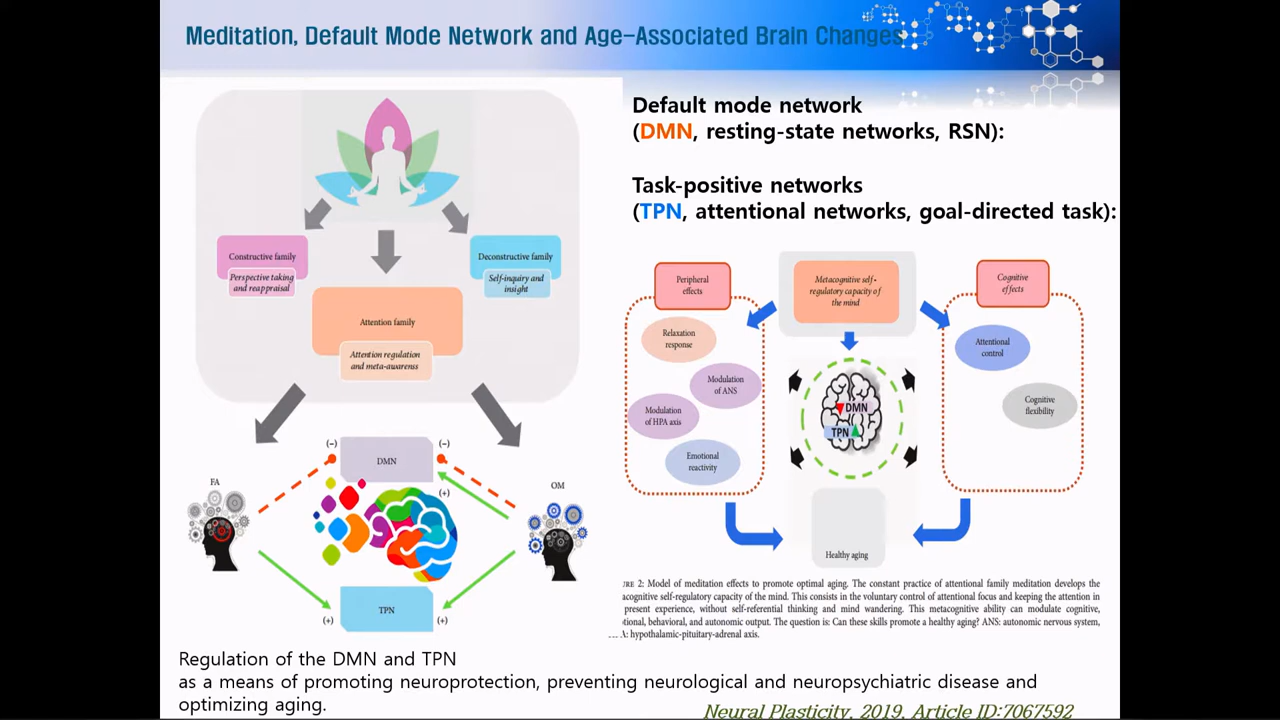 Meditation, Default Mode Network and Age-Associated Brain Changes
Constructive family
Perspective taking
and reappraisal
Deconstructive family
Self-inquiry and
insight
Attention family
Attention regulation
and meta-awarenss
(−)
(−)
DMN
(+)
FA
OM
TPN
(+)
(+)
Default mode network
(DMN, resting-state networks, RSN):
Task-positive networks
(TPN, attentional networks, goal-directed task):
Peripheral
effects
Relaxation
response
Modulation
of ANS
Modulation
of HPA axis
Emotional
reactivity
Metacognitive self-
regulatory capacity of
the mind
DMN
TPN
Healthy aging
Cognitive
effects
Attentional
control
Cognitive
flexibility
2: Model of meditation effects to promote optimal aging. The constant practice of attentional family meditation develops the
self-regulatory capacity of the mind. This consists in the voluntary control of attentional focus and keeping the attention in
present experience, without self-referential thinking and mind wandering. This metacognitive ability can modulate cognitive,
behavioral, and autonomic output. The question is: Can these skills promote a healthy aging? ANS: autonomic nervous system,
: hypothalamic-pituitary-adrenal axis.
Regulation of the DMN and TPN
as a means of promoting neuroprotection, preventing neurological and neuropsychiatric disease and
optimizing aging.
Neural Plasticity, 2019, Article ID:7067592